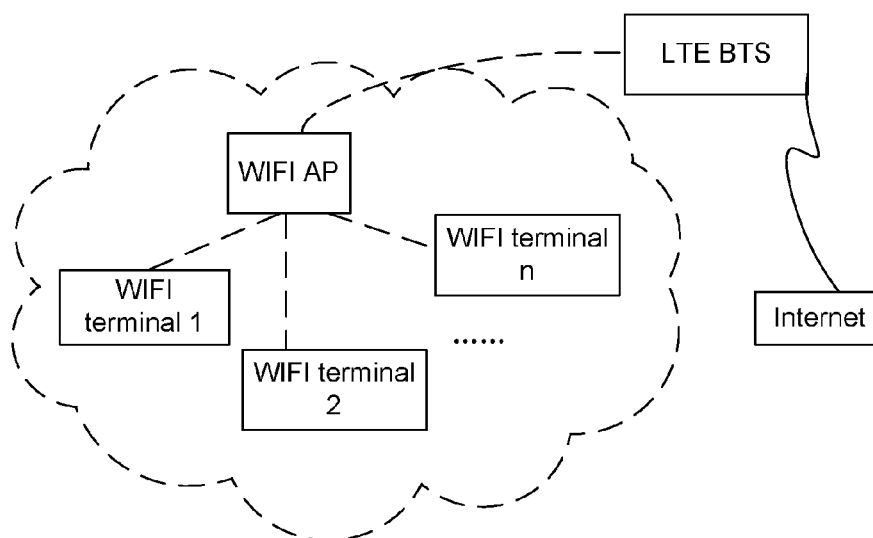 LTE BTS
WIFI AP
WIFI terminal
n
WIFI
terminal 1
Internet
......
WIFI terminal
2